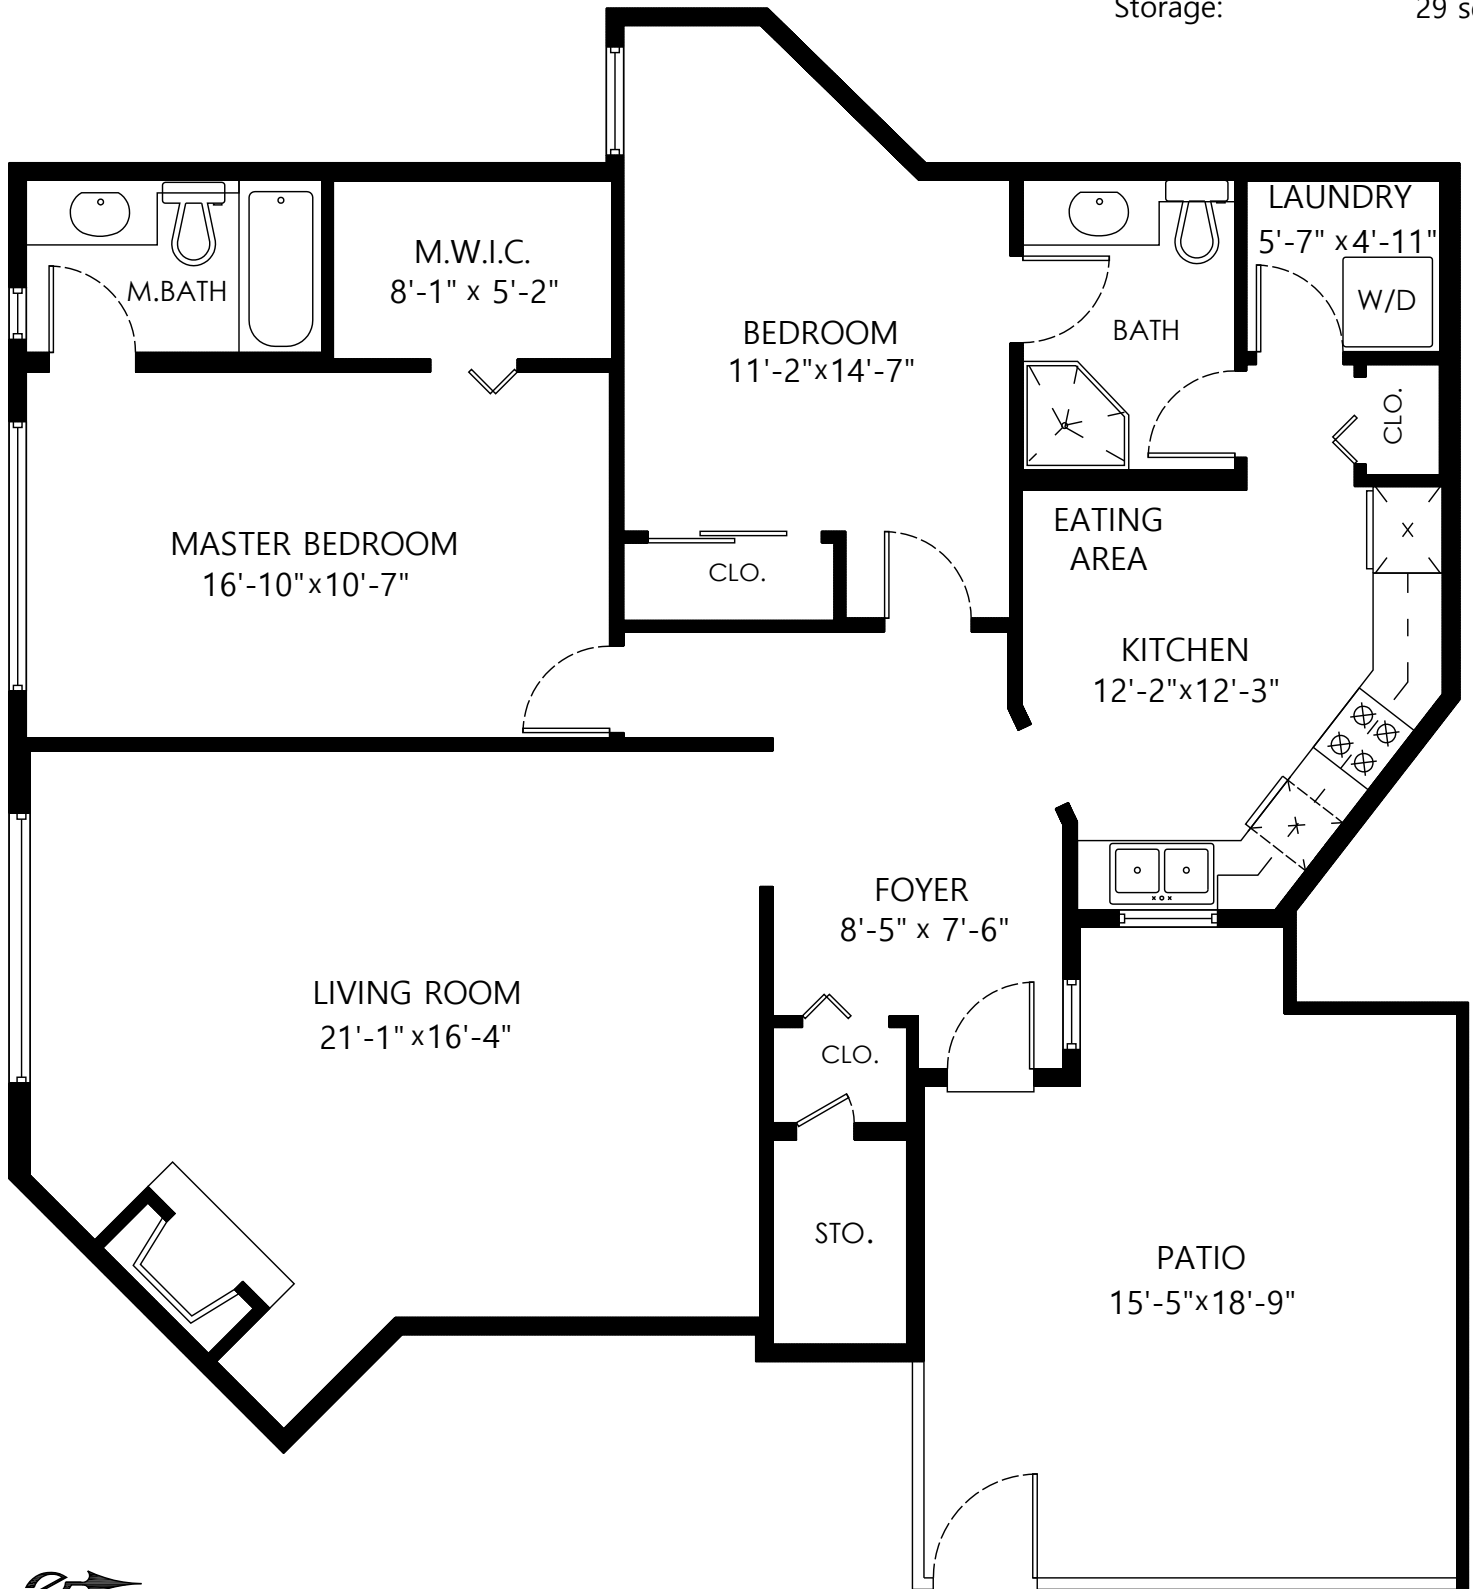 Storage: 29 s
LAUNDRY
5'-7" x4'-11"
W/D
M.W.I.C.
8'-1" x 5'-2"
M.BATH
BEDROOM
11'-2"x14'-7"
BATH
CLO.
MASTER BEDROOM
16'-10"x10'-7"
CLO.
EATING
AREA
X
KITCHEN
12'-2"x12'-3"
FOYER
8'-5" x 7'-6"
LIVING ROOM
21'-1"x16'-4"
CLO.
STO.
PATIO
15'-5"x18'-9"